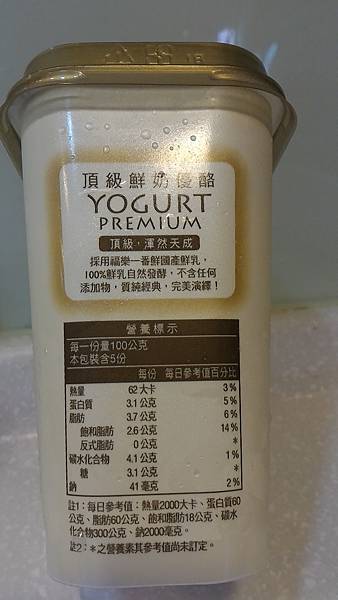 頂級鮮奶優酪
YOGURT
PREMIUM
頂級，渾然天成
採用福樂一番鮮國產鮮乳，
100%鮮乳自然發酵，不含任何
添加物，質純經典，完美演繹！
營養標示
每一份量100公克
本包裝含5份
每份 每日參考值百分比
熱量 62大卡 3%
蛋白質 3.1公克 5%
脂肪 3.7公克 6%
飽和脂肪 2.6公克 14%
反式脂肪 0公克 *
碳水化合物 4.1公克 1%
糖 3.1公克 *
鈉 41毫克 2%
註1：每日參考值：熱量2000大卡、蛋白質60
公克、脂肪60公克、飽和脂肪18公克、碳水
化合物300公克、鈉2000毫克。
註2：*之營養素其參考值尚未訂定。